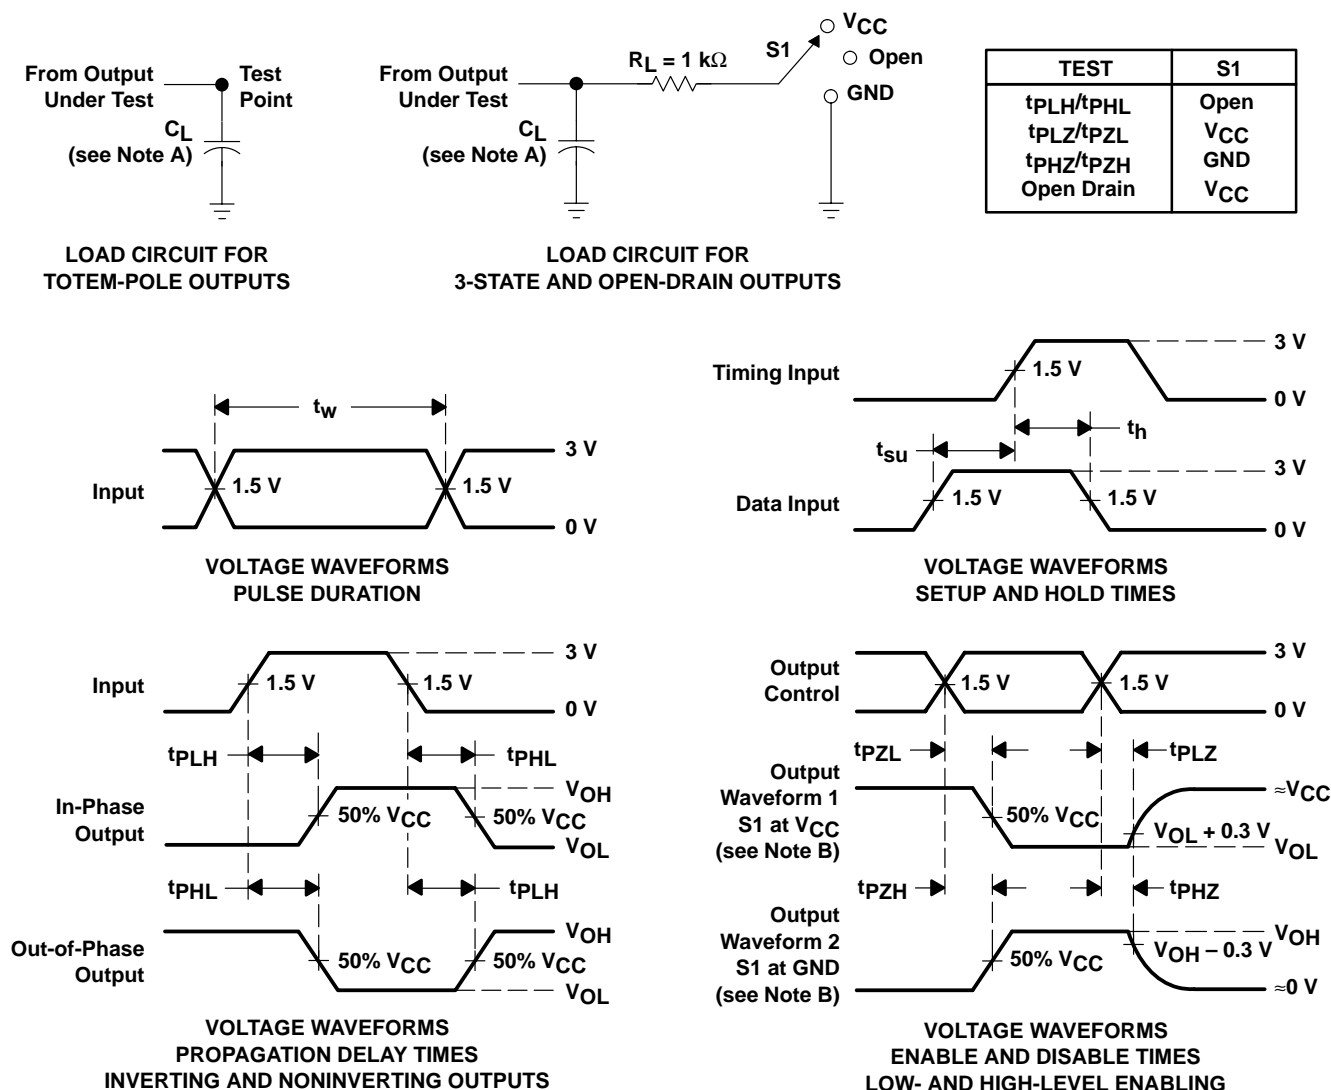 From Output
Under Test
Test
Point
CL
(see Note A)
LOAD CIRCUIT FOR
TOTEM-POLE OUTPUTS
From Output
Under Test
RL = 1 kΩ
S1
VCC
Open
GND
CL
(see Note A)
LOAD CIRCUIT FOR
3-STATE AND OPEN-DRAIN OUTPUTS
TEST S1
tPLH/tPHL Open
tPLZ/tPZL VCC
tPHZ/tPZH GND
Open Drain VCC
tw
Input
1.5 V
1.5 V
3 V
0 V
VOLTAGE WAVEFORMS
PULSE DURATION
Timing Input
1.5 V
3 V
0 V
th
tsu
Data Input
1.5 V
1.5 V
3 V
0 V
VOLTAGE WAVEFORMS
SETUP AND HOLD TIMES
Input
1.5 V
1.5 V
3 V
0 V
tPLH
tPHL
In-Phase
Output
50% VCC
50% VCC
VOH
VOL
tPHL
tPLH
Out-of-Phase
Output
50% VCC
50% VCC
VOH
VOL
VOLTAGE WAVEFORMS
PROPAGATION DELAY TIMES
INVERTING AND NONINVERTING OUTPUTS
Output
Control
1.5 V
1.5 V
3 V
0 V
tPZL
tPLZ
Output
Waveform 1
S1 at VCC
(see Note B)
50% VCC
VOL + 0.3 V
≈VCC
VOL
tPZH
tPHZ
Output
Waveform 2
S1 at GND
(see Note B)
50% VCC
VOH − 0.3 V
VOH
≈0 V
VOLTAGE WAVEFORMS
ENABLE AND DISABLE TIMES
LOW- AND HIGH-LEVEL ENABLING